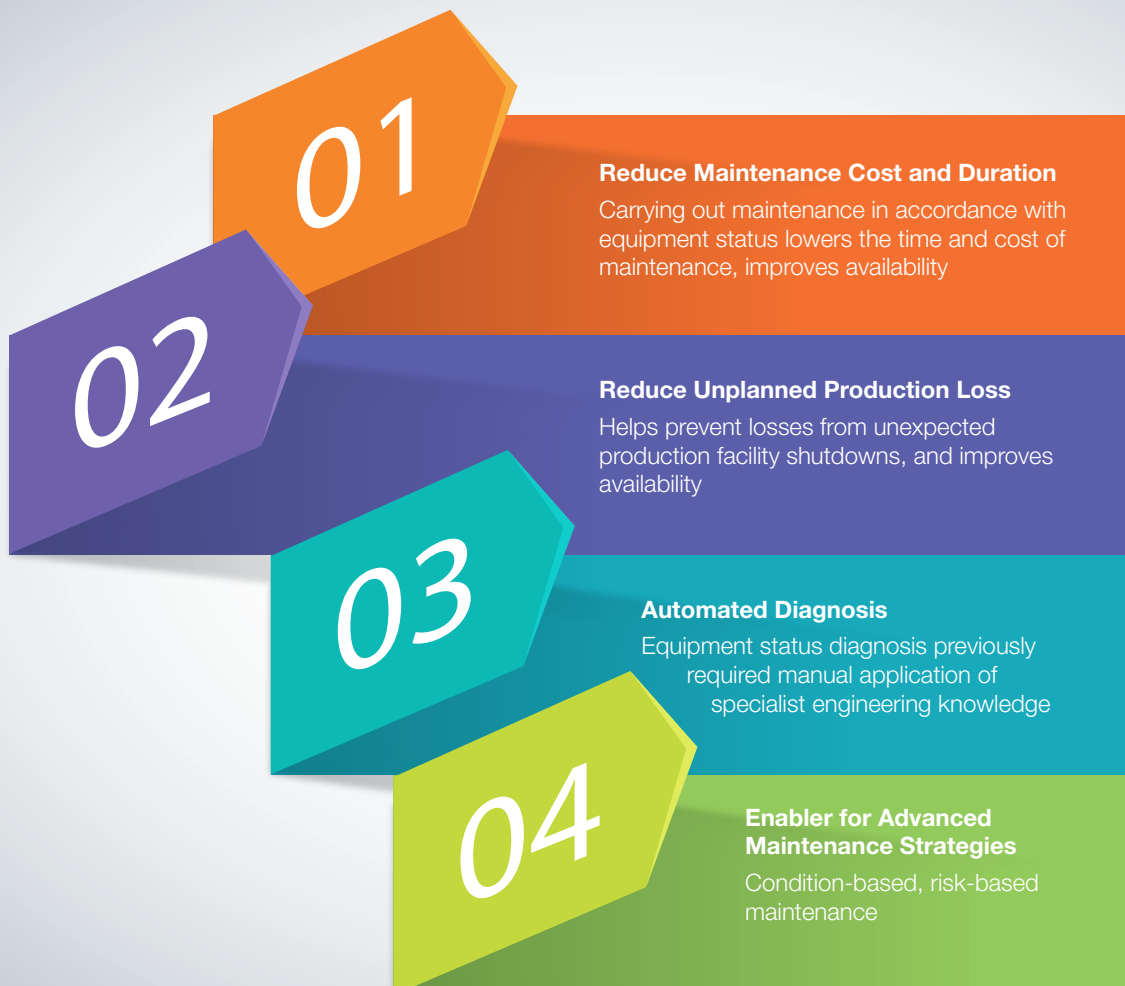 01
Reduce Maintenance Cost and Duration
Carrying out maintenance in accordance with
equipment status lowers the time and cost of
maintenance, improves availability
02
Reduce Unplanned Production Loss
Helps prevent losses from unexpected
production facility shutdowns, and improves
availability
03
Automated Diagnosis
Equipment status diagnosis previously
required manual application of
specialist engineering knowledge
04
Enabler for Advanced
Maintenance Strategies
Condition-based, risk-based
maintenance